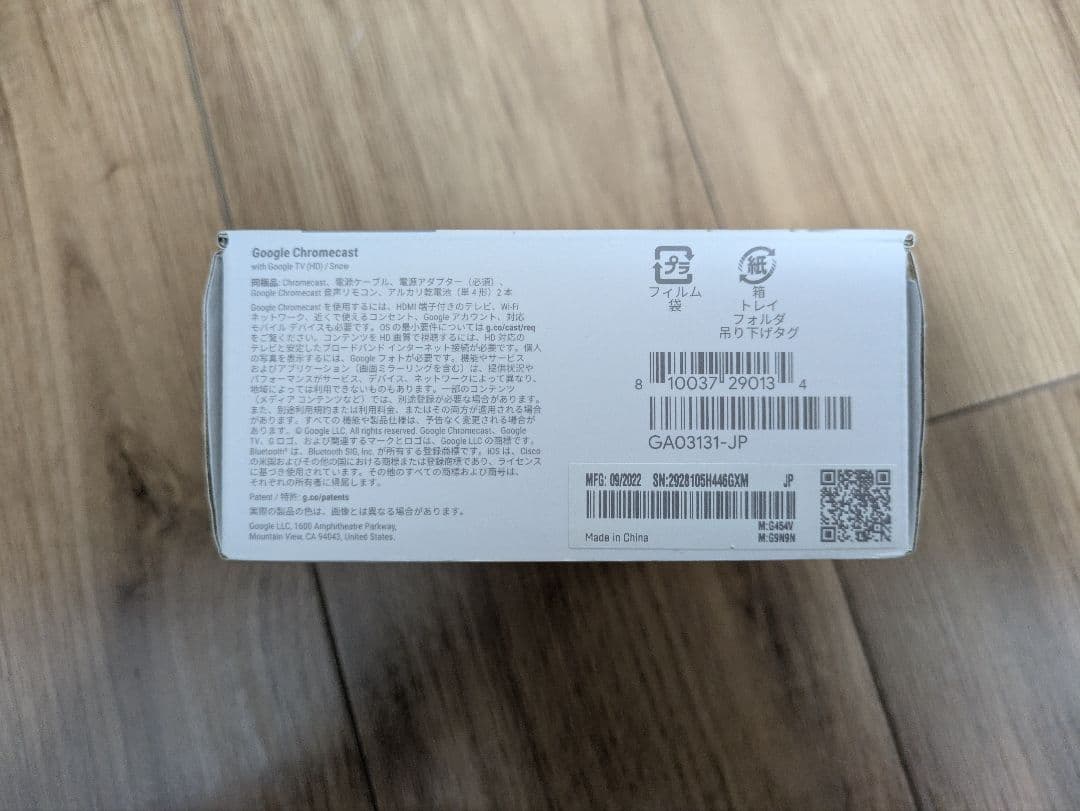 Google Chromecast
with Google TV (HD) / Snow
同梱品: Chromecast、電源ケーブル、電源アダプター（必須）、
Google Chromecast 音声リモコン、アルカリ乾電池（単 4 形）2 本
Google Chromecast を使用するには、HDMI 端子付きのテレビ、Wi-Fi
ネットワーク、近くで使えるコンセント、Google アカウント、対応
モバイル デバイスも必要です。OS の最小要件については g.co/cast/req
をご覧ください。コンテンツを HD 画質で視聴するには、HD 対応の
テレビと安定したブロードバンド インターネット接続が必要です。個人
の写真を表示するには、Google フォトが必要です。機能やサービス
およびアプリケーション（画面ミラーリングを含む）は、提供状況や
パフォーマンスがサービス、デバイス、ネットワークによって異なり、
地域によっては利用できないものもあります。一部のコンテンツ
（メディア コンテンツなど）では、別途登録が必要な場合があります。
また、別途利用規約または利用料金、またはその両方が適用される場合
があります。すべての 機能や製品仕様は、予告なく変更される場合が
あります。© Google LLC. All rights reserved. Google Chromecast、Google
TV、G ロゴ、および関連するマークとロゴは、Google LLC の商標です。
Bluetooth® は、Bluetooth SIG, Inc. が所有する登録商標です。iOS は、Cisco
の米国およびその他の国における商標または登録商標であり、ライセンス
に基づき使用されています。その他のすべての商標および商号は、
それぞれの所有者に帰属します。
Patent / 特許: g.co/patents
実際の製品の色は、画像とは異なる場合があります。
Google LLC, 1600 Amphitheatre Parkway,
Mountain View, CA 94043, United States.
プラ
フィルム
袋
紙
箱
トレイ
フォルダ
吊り下げタグ
8 10037 29013 4
GA03131-JP
MFG: 09/2022 SN:2928105H446GXM JP
M:G454V
Made in China M:G9N9N